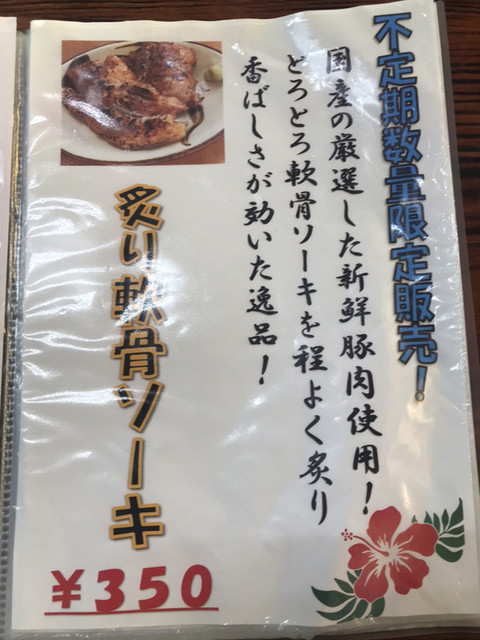 不定期数量限定販売！
国産の厳選した新鮮豚肉使用！
とろとろ軟骨ソーキを程よく炙り
香ばしさが効いた逸品！
炙り軟骨ソーキ
￥350